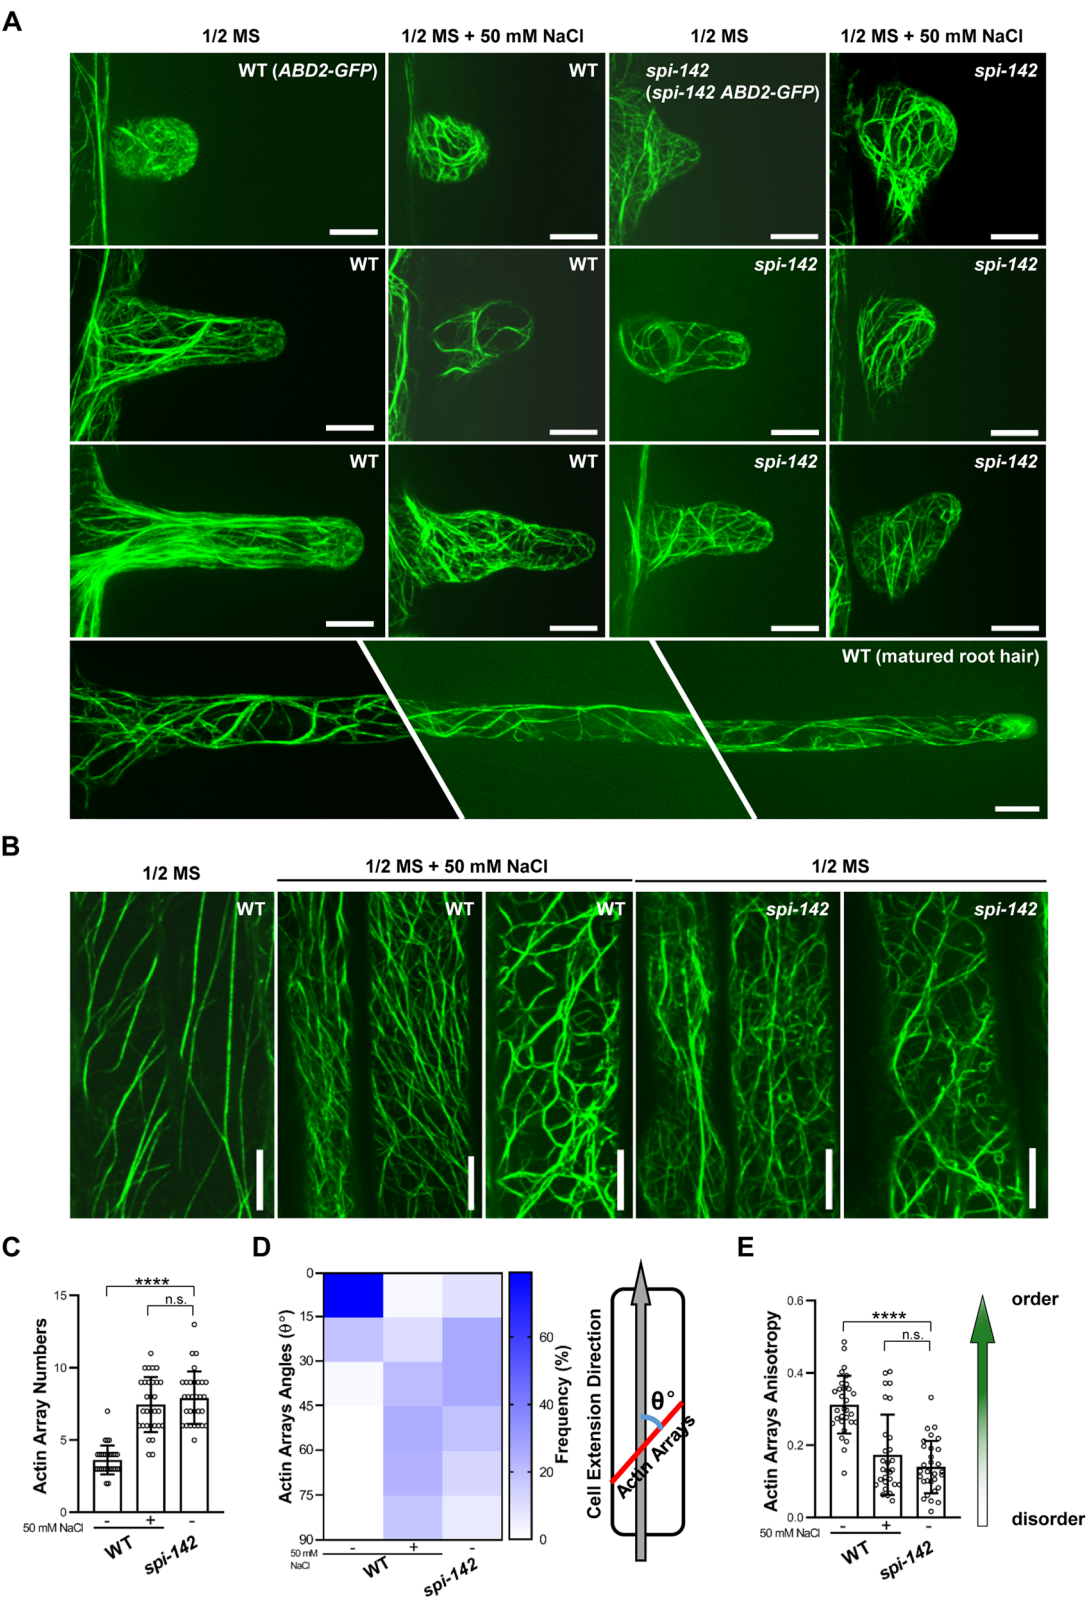 A
1/2 MS
1/2 MS + 50 mM NaCl
1/2 MS
1/2 MS + 50 mM NaCl
WT (ABD2-GFP)
WT
spi-142
(spi-142 ABD2-GFP)
spi-142
WT
WT
spi-142
spi-142
WT
WT
spi-142
spi-142
WT (matured root hair)
B
1/2 MS
1/2 MS + 50 mM NaCl
1/2 MS
WT
WT
WT
spi-142
spi-142
C
Actin Array Numbers
15
10
5
0
****
n.s.
50 mM NaCl
-
+
-
WT
spi-142
D
Actin Arrays Angles (θ°)
0
15
30
45
60
75
90
50 mM
NaCl
-
+
-
WT
spi-142
60
40
20
0
Frequency (%)
Cell Extension Direction
θ°
Actin Arrays
E
Actin Arrays Anisotropy
0.6
0.4
0.2
0.0
****
n.s.
50 mM NaCl
-
+
-
WT
spi-142
order
disorder